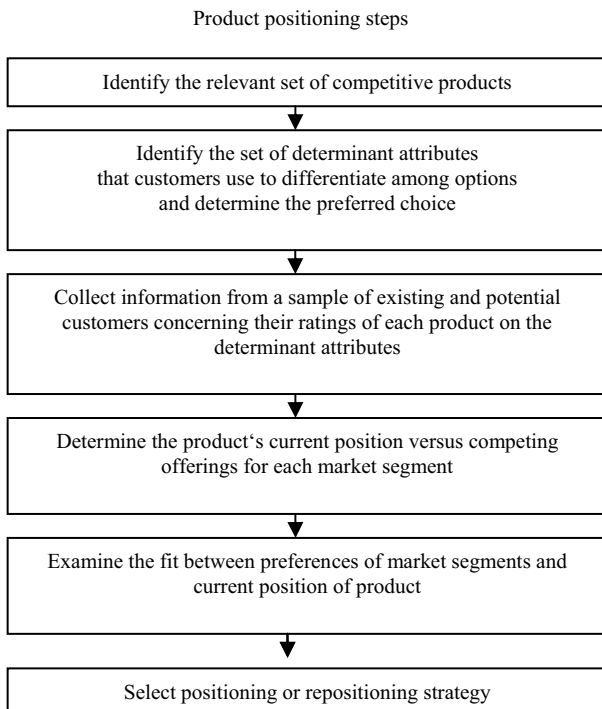 Product positioning steps
Identify the relevant set of competitive products
Identify the set of determinant attributes
that customers use to differentiate among options
and determine the preferred choice
Collect information from a sample of existing and potential
customers concerning their ratings of each product on the
determinant attributes
Determine the product‘s current position versus competing
offerings for each market segment
Examine the fit between preferences of market segments and
current position of product
Select positioning or repositioning strategy